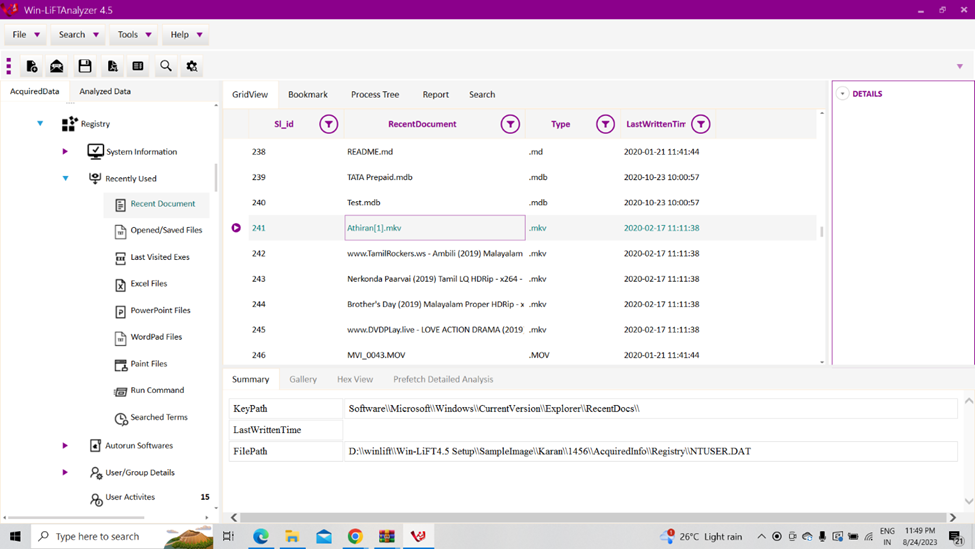 Win-LiFTAnalyzer 4.5
File Search Tools Help
AcquiredData Analyzed Data
Registry
System Information
Recently Used
Recent Document
Opened/Saved Files
Last Visited Exes
Excel Files
PowerPoint Files
WordPad Files
Paint Files
Run Command
Searched Terms
Autorun Softwares
User/Group Details
User Activites 15
GridView Bookmark Process Tree Report Search
Sl_id RecentDocument Type LastWrittenTim
238 README.md .md 2020-01-21 11:41:44
239 TATA Prepaid.mdb .mdb 2020-10-23 10:00:57
240 Test.mdb .mdb 2020-10-23 10:00:57
241 Athiran[1].mkv .mkv 2020-02-17 11:11:38
242 www.TamilRockers.ws - Ambili (2019) Malayalam .mkv 2020-02-17 11:11:38
243 Nerkonda Paarvai (2019) Tamil LQ HDRip - x264 - .mkv 2020-02-17 11:11:38
244 Brother's Day (2019) Malayalam Proper HDRip - x .mkv 2020-02-17 11:11:38
245 www.DVDPLay.live - LOVE ACTION DRAMA (2019 .mkv 2020-02-17 11:11:38
246 MVI_0043.MOV .MOV 2020-01-21 11:41:44
DETAILS
Summary Gallery Hex View Prefetch Detailed Analysis
KeyPath Software\\Microsoft\\Windows\\CurrentVersion\\Explorer\\RecentDocs\\
LastWrittenTime
FilePath D:\\winlift\\Win-LiFT4.5 Setup\\SampleImage\\Karan\\1456\\AcquiredInfo\\Registry\\NTUSER.DAT
Type here to search
26°C Light rain
ENG
IN
11:49 PM
8/24/2023
21